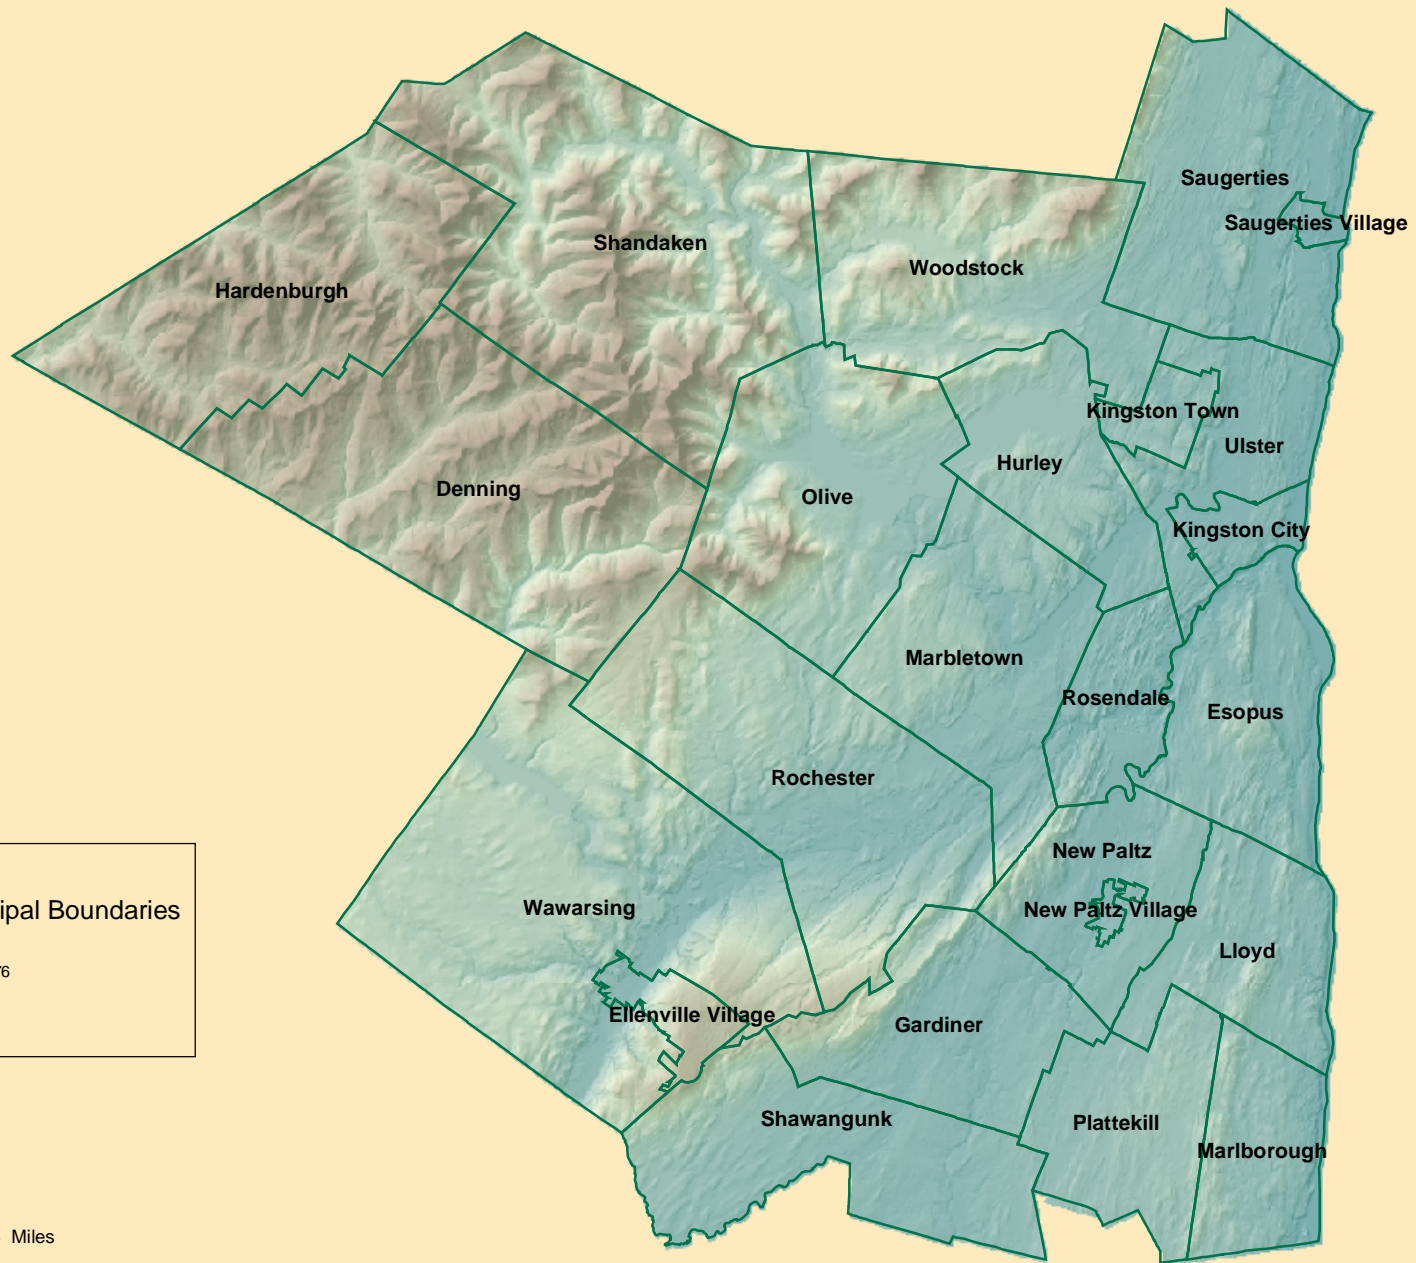 Saugerties
Saugerties Village
Shandaken
Woodstock
Hardenburgh
Kingston Town
Ulster
Hurley
Denning
Olive
Kingston City
Marbletown
Rosendale
Esopus
Rochester
New Paltz
Wawarsing
New Paltz Village
Lloyd
Ellenville Village
Gardiner
Shawangunk
Plattekill
Marlborough
ipal Boundaries
Miles